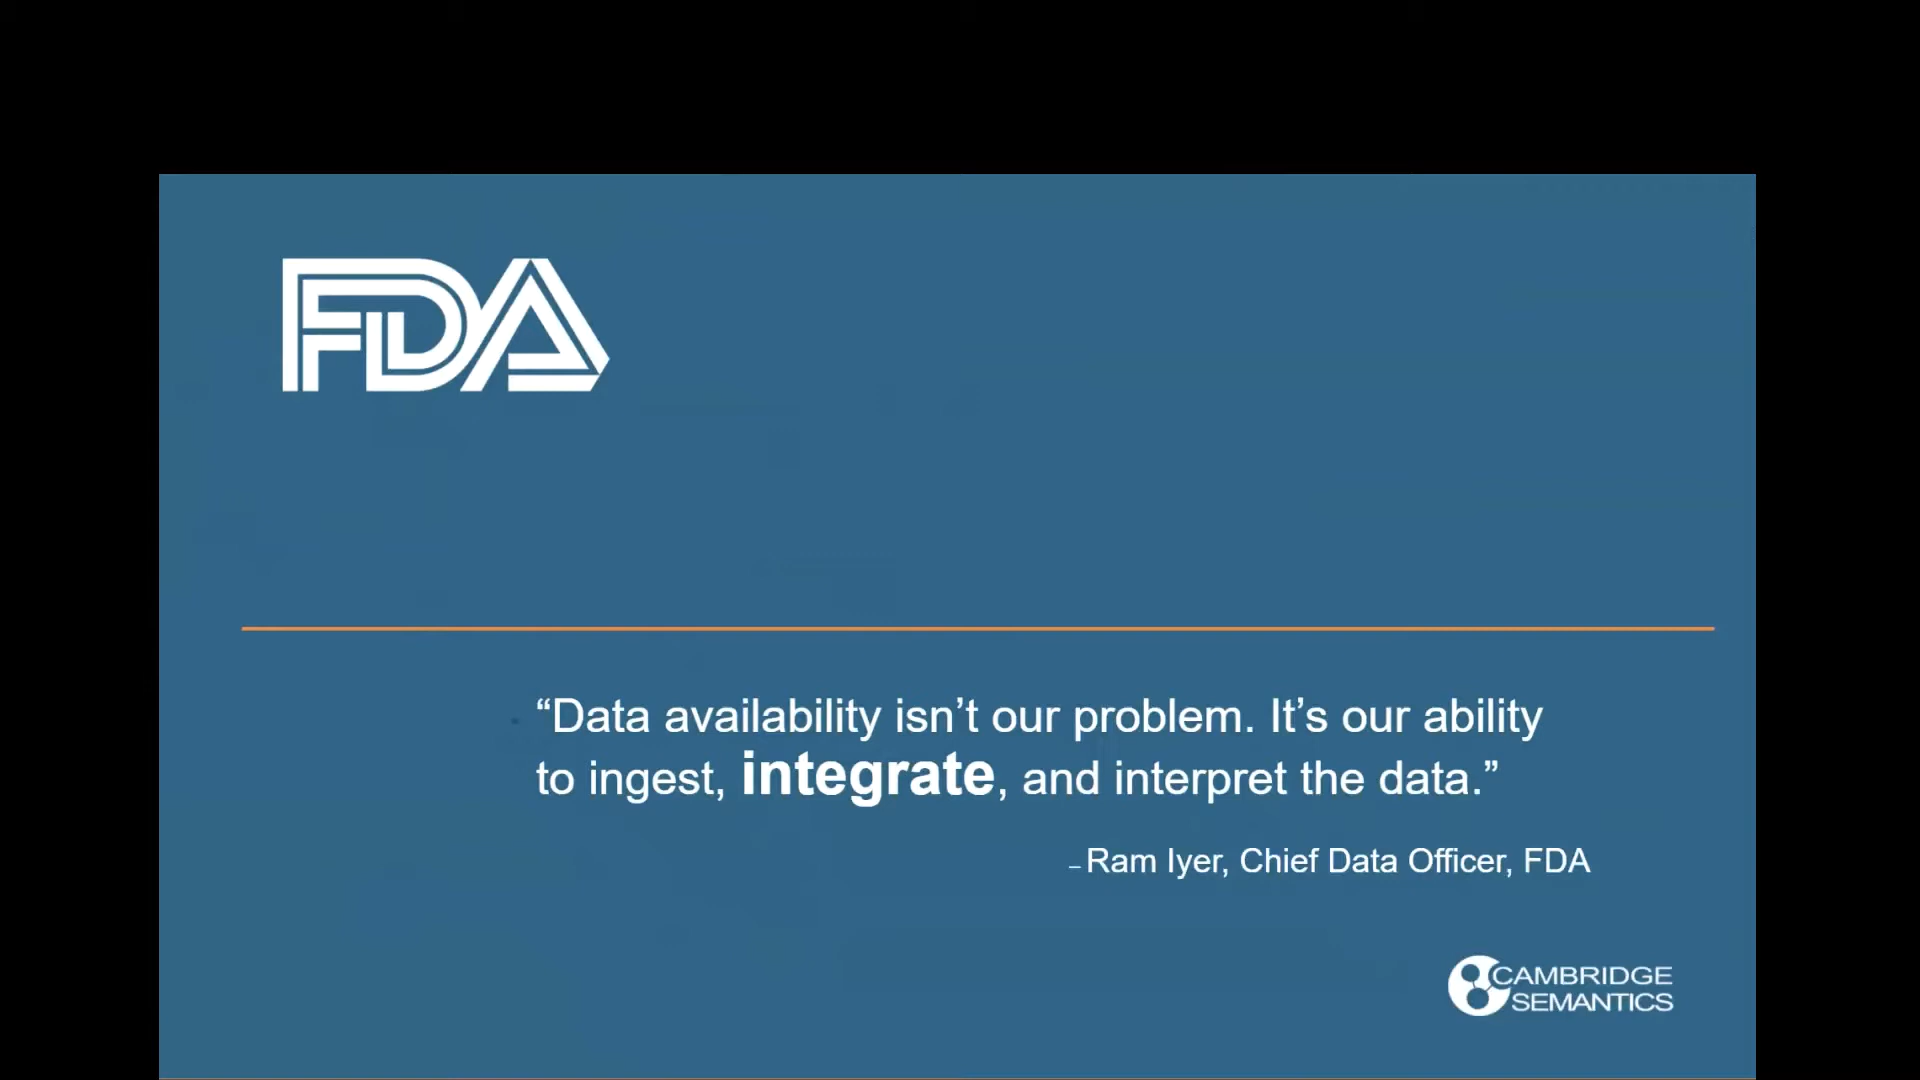 FDA
“Data availability isn’t our problem. It’s our ability
to ingest, integrate, and interpret the data.”
– Ram Iyer, Chief Data Officer, FDA
CAMBRIDGE
SEMANTICS